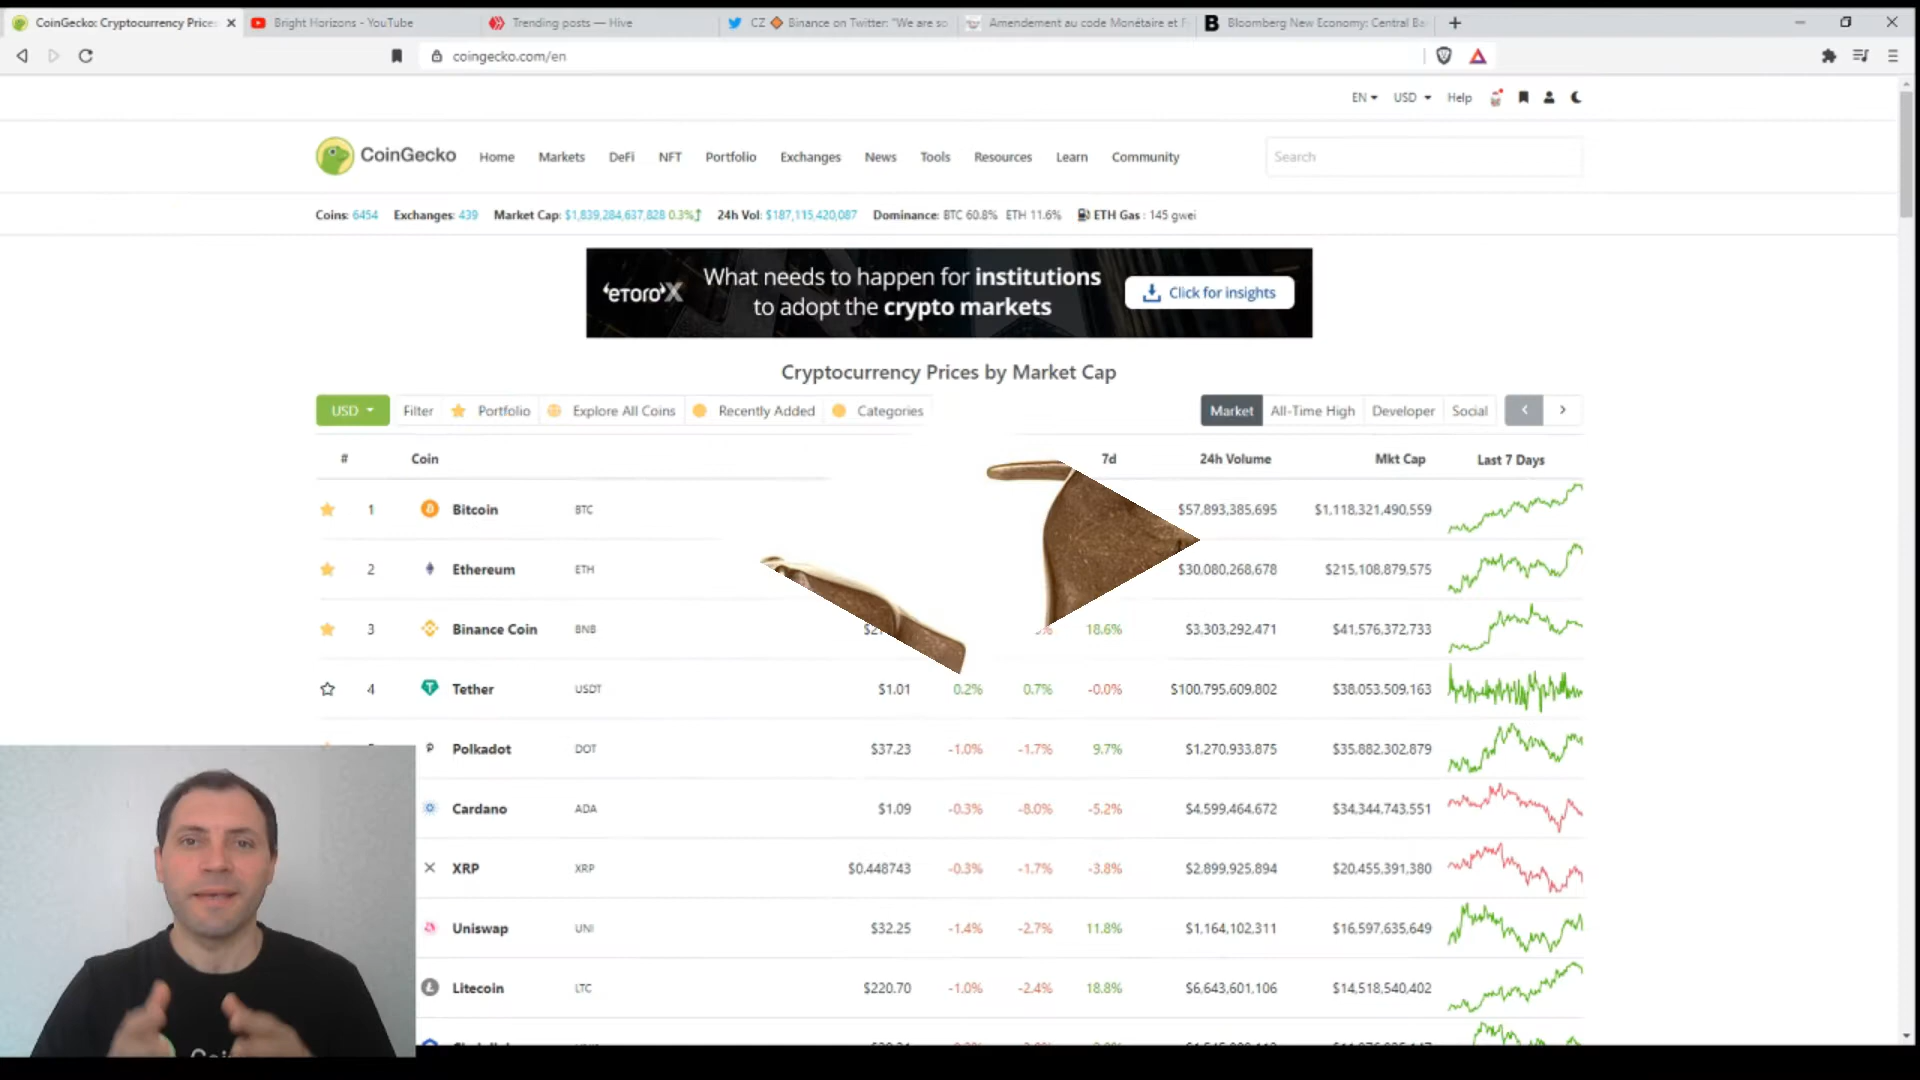 CoinGecko: Cryptocurrency Prices
Bright Horizons - YouTube
Trending posts — Hive
CZ 🔶 Binance on Twitter: "We are so
Amendement au code Monétaire et F
Bloomberg New Economy: Central Ba
coingecko.com/en
EN USD Help
CoinGecko Home Markets DeFi NFT Portfolio Exchanges News Tools Resources Learn Community Search
Coins: 6454 Exchanges: 439 Market Cap: $1,839,284,637,828 0.3% 24h Vol: $187,115,420,087 Dominance: BTC 60.8% ETH 11.6% ETH Gas : 145 gwei
What needs to happen for institutions
eToroX Click for insights
to adopt the crypto markets
Cryptocurrency Prices by Market Cap
USD Filter Portfolio Explore All Coins Recently Added Categories Market All-Time High Developer Social
# Coin 7d 24h Volume Mkt Cap Last 7 Days
1 Bitcoin BTC $57,893,385,695 $1,118,321,490,559
2 Ethereum ETH $30,080,268,678 $215,108,879,575
3 Binance Coin BNB 18.6% $3,303,292,471 $41,576,372,733
4 Tether USDT $1.01 0.2% 0.7% -0.0% $100,795,609,802 $38,053,509,163
Polkadot DOT $37.23 -1.0% -1.7% 9.7% $1,270,933,875 $35,882,302,879
Cardano ADA $1.09 -0.3% -8.0% -5.2% $4,599,464,672 $34,344,743,551
XRP XRP $0.448743 -0.3% -1.7% -3.8% $2,899,925,894 $20,455,391,380
Uniswap UNI $32.25 -1.4% -2.7% 11.8% $1,164,102,311 $16,597,635,649
Litecoin LTC $220.70 -1.0% -2.4% 18.8% $6,643,601,106 $14,518,540,402